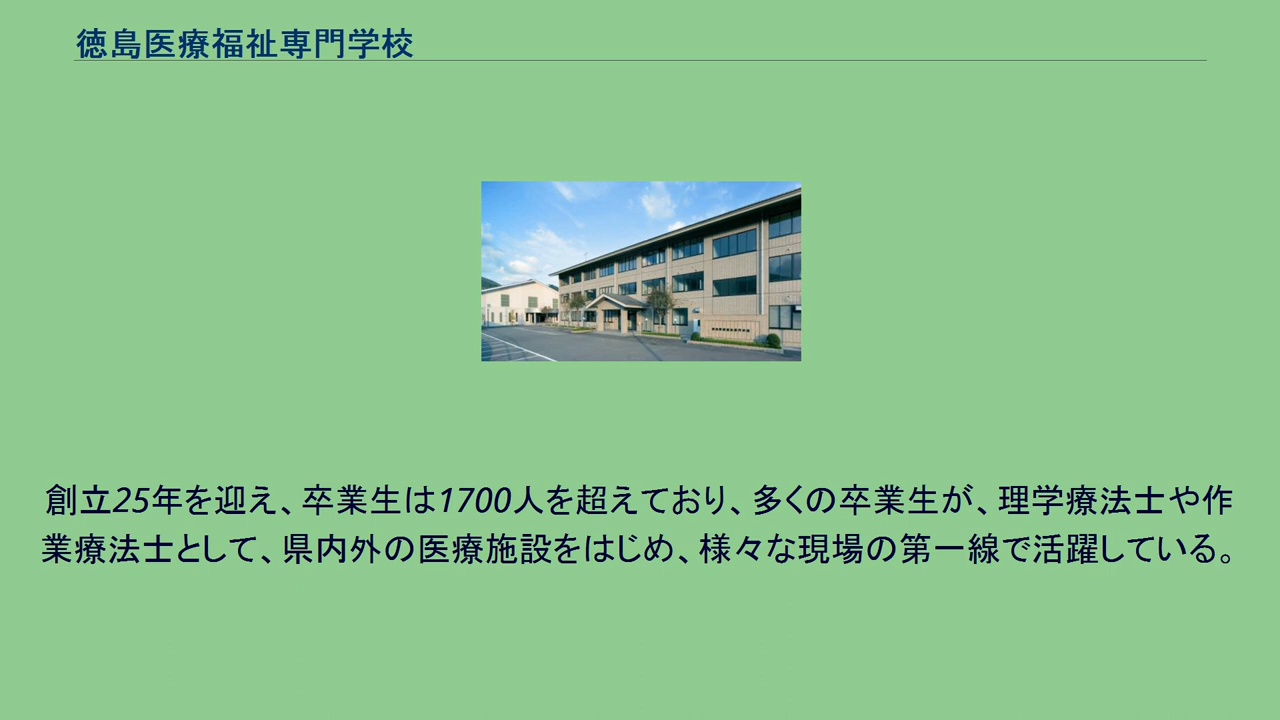 徳島医療福祉専門学校
創立25年を迎え、卒業生は1700人を超えており、多くの卒業生が、理学療法士や作
業療法士として、県内外の医療施設をはじめ、様々な現場の第一線で活躍している。